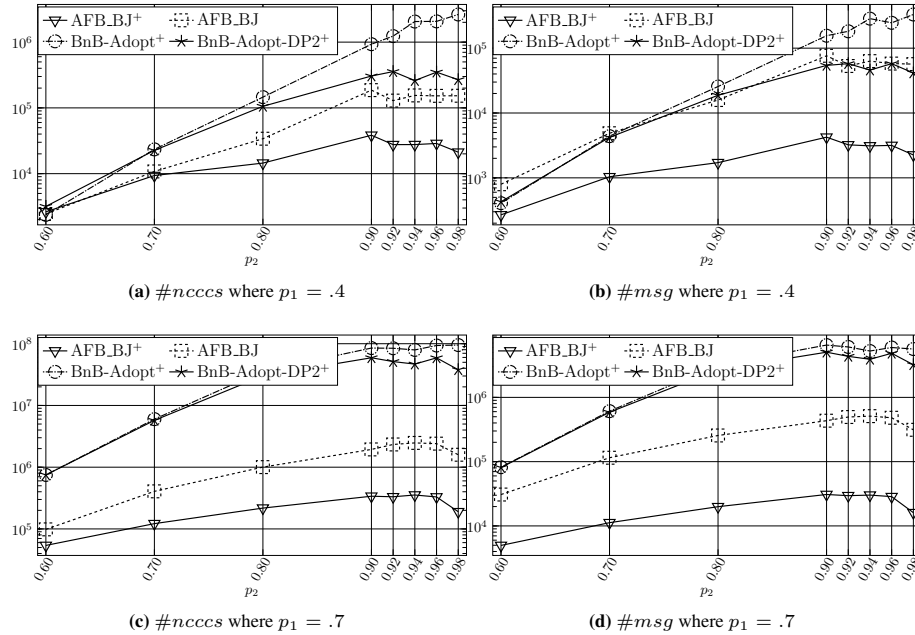 AFB_BJ⁺ AFB_BJ
BnB-Adopt⁺ BnB-Adopt-DP2⁺
10⁶
10⁵
10⁴
0.60 0.70 0.80 0.90 0.92 0.94 0.96 0.98
p₂
(a) #ncccs where p₁ = .4
AFB_BJ⁺ AFB_BJ
BnB-Adopt⁺ BnB-Adopt-DP2⁺
10⁵
10⁴
10³
0.60 0.70 0.80 0.90 0.92 0.94 0.96 0.98
p₂
(b) #msg where p₁ = .4
AFB_BJ⁺ AFB_BJ
BnB-Adopt⁺ BnB-Adopt-DP2⁺
10⁸
10⁷
10⁶
10⁵
0.60 0.70 0.80 0.90 0.92 0.94 0.96 0.98
p₂
(c) #ncccs where p₁ = .7
AFB_BJ⁺ AFB_BJ
BnB-Adopt⁺ BnB-Adopt-DP2⁺
10⁶
10⁵
10⁴
0.60 0.70 0.80 0.90 0.92 0.94 0.96 0.98
p₂
(d) #msg where p₁ = .7